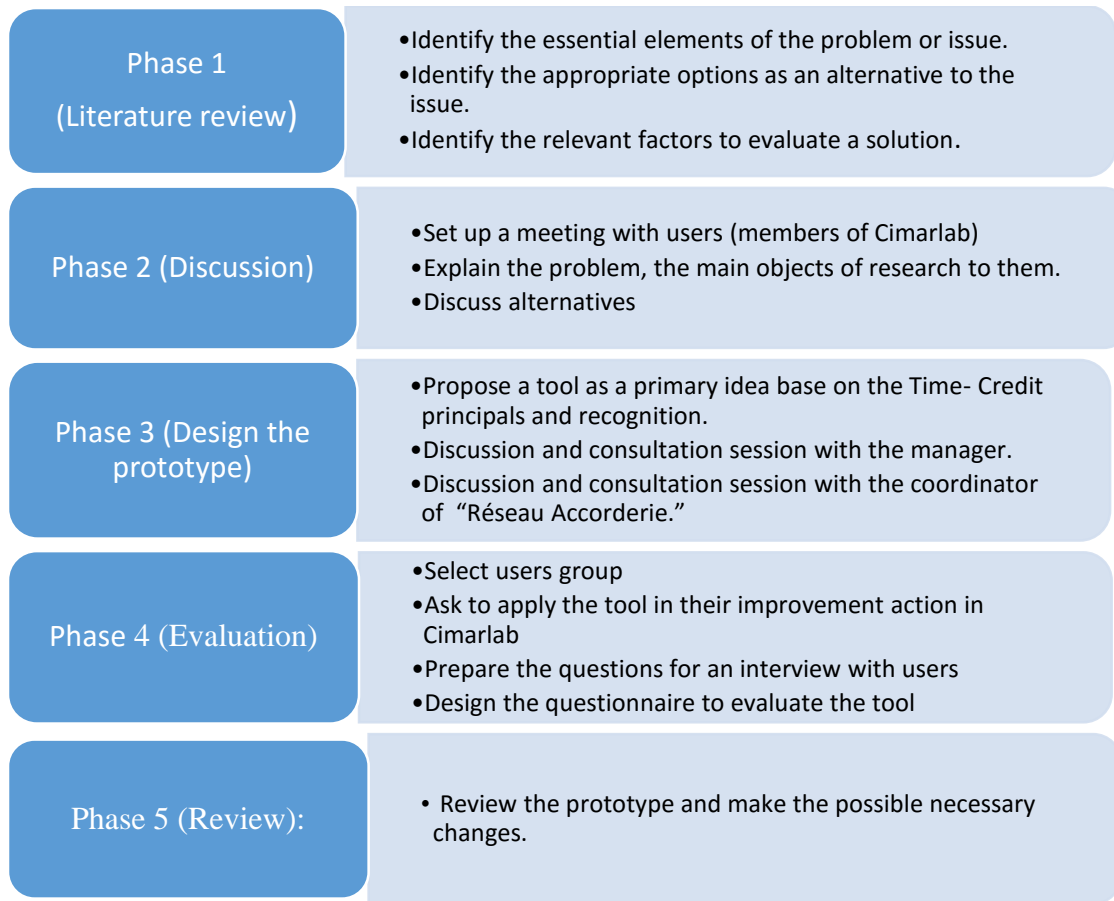 Phase 1
(Literature review)
•Identify the essential elements of the problem or issue.
•Identify the appropriate options as an alternative to the
issue.
•Identify the relevant factors to evaluate a solution.
Phase 2 (Discussion)
•Set up a meeting with users (members of Cimarlab)
•Explain the problem, the main objects of research to them.
•Discuss alternatives
Phase 3 (Design the
prototype)
•Propose a tool as a primary idea base on the Time- Credit
principals and recognition.
•Discussion and consultation session with the manager.
•Discussion and consultation session with the coordinator
of "Réseau Accorderie."
Phase 4 (Evaluation)
•Select users group
•Ask to apply the tool in their improvement action in
Cimarlab
•Prepare the questions for an interview with users
•Design the questionnaire to evaluate the tool
Phase 5 (Review):
• Review the prototype and make the possible necessary
changes.